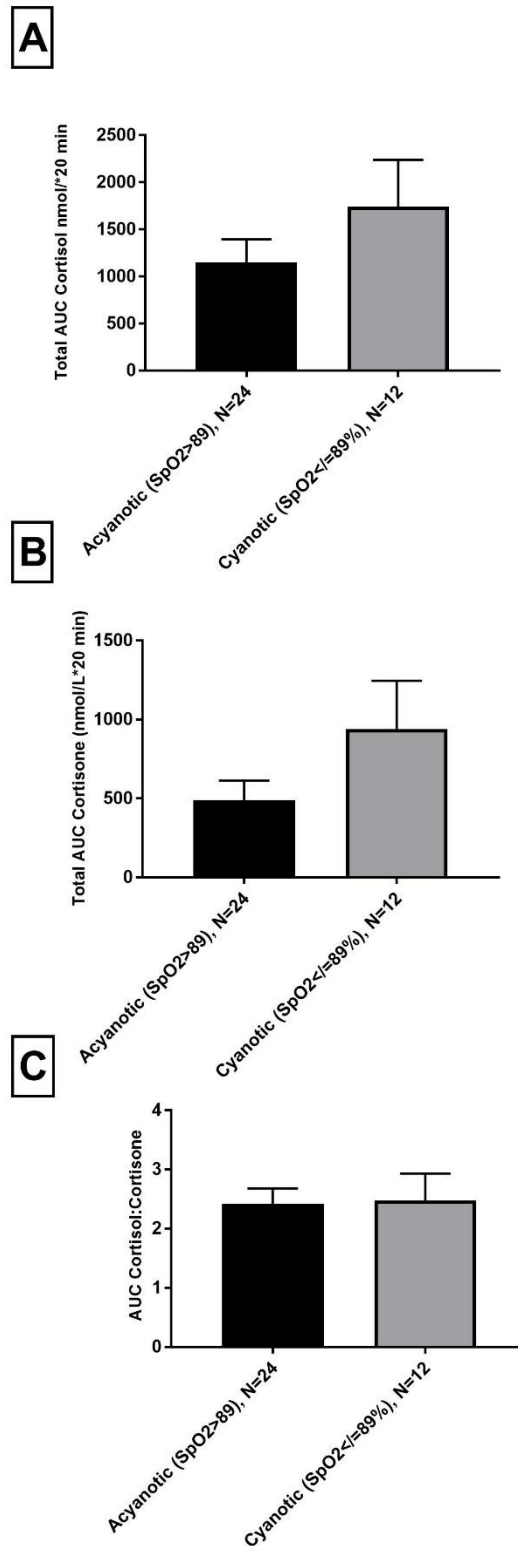 A
Total AUC Cortisol nmol/*20 min
2500
2000
1500
1000
500
0
Acyanotic (SpO2>89), N=24
Cyanotic (SpO2</=89%), N=12
B
Total AUC Cortisone (nmol/L*20 min)
1500
1000
500
0
Acyanotic (SpO2>89), N=24
Cyanotic (SpO2</=89%), N=12
C
AUC Cortisol:Cortisone
4
3
2
1
0
Acyanotic (SpO2>89), N=24
Cyanotic (SpO2</=89%), N=12